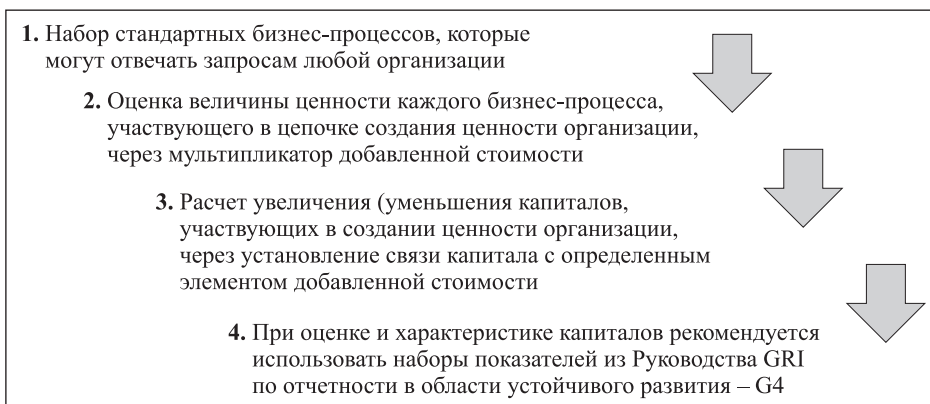 1. Набор стандартных бизнес-процессов, которые
могут отвечать запросам любой организации
2. Оценка величины ценности каждого бизнес-процесса,
участвующего в цепочке создания ценности организации,
через мультипликатор добавленной стоимости
3. Расчет увеличения (уменьшения капиталов,
участвующих в создании ценности организации,
через установление связи капитала с определенным
элементом добавленной стоимости
4. При оценке и характеристике капиталов рекомендуется
использовать наборы показателей из Руководства GRI
по отчетности в области устойчивого развития – G4